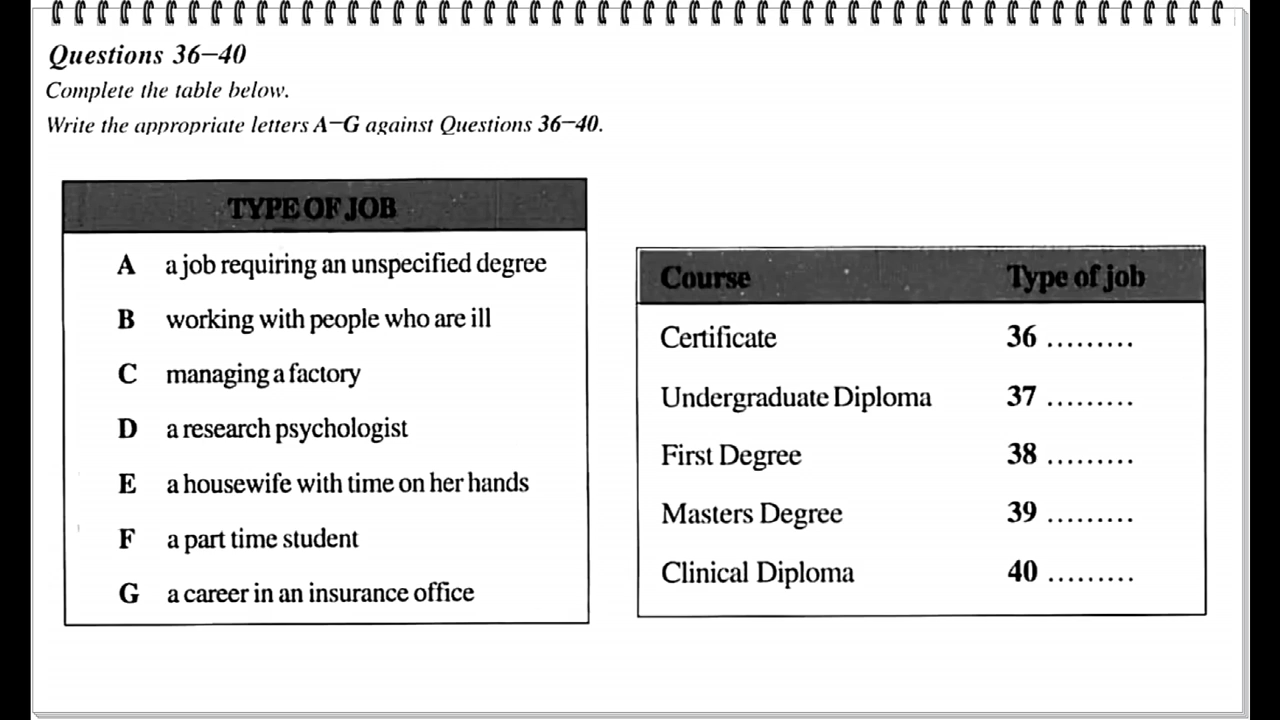 Questions 36–40
Complete the table below.
Write the appropriate letters A–G against Questions 36–40.
TYPE OF JOB
A a job requiring an unspecified degree
B working with people who are ill
C managing a factory
D a research psychologist
E a housewife with time on her hands
F a part time student
G a career in an insurance office
Course Type of job
Certificate 36 .........
Undergraduate Diploma 37 .........
First Degree 38 .........
Masters Degree 39 .........
Clinical Diploma 40 .........